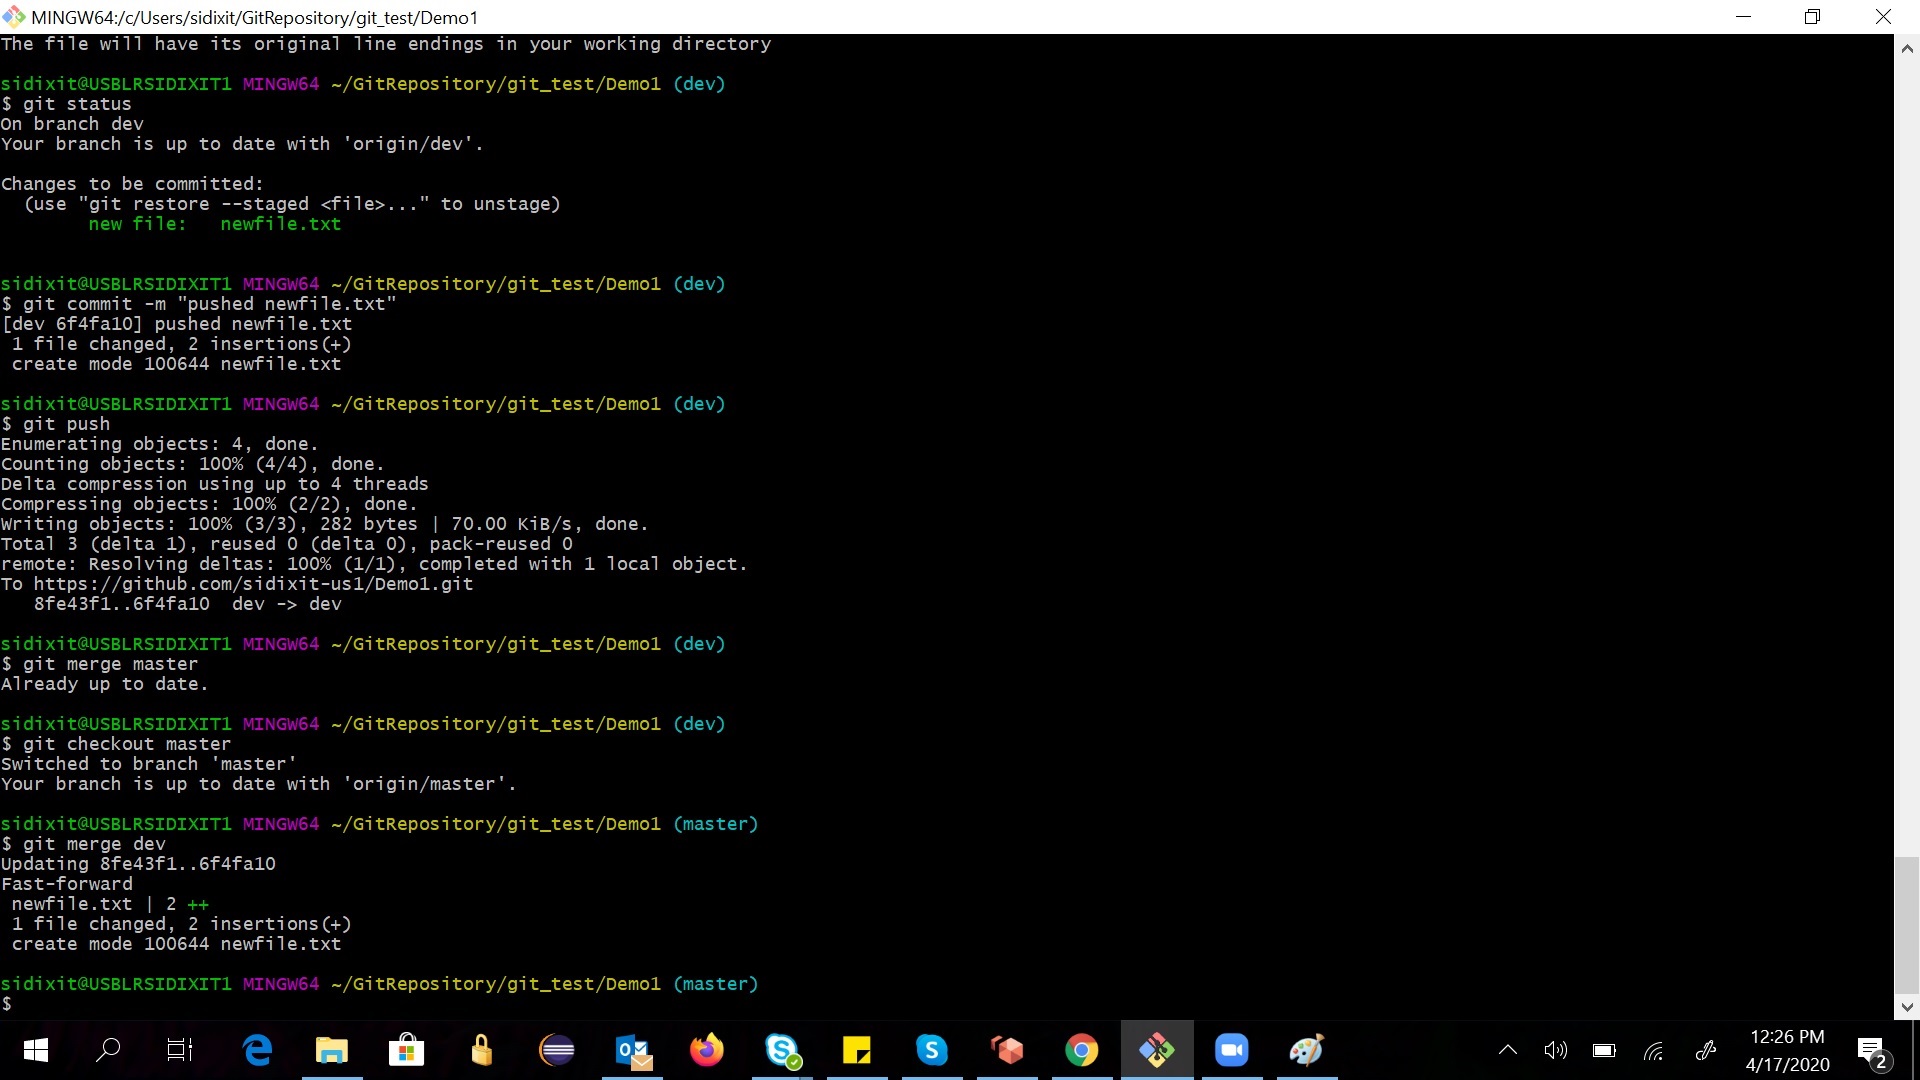 MINGW64:/c/Users/sidixit/GitRepository/git_test/Demo1
The file will have its original line endings in your working directory
sidixit@USBLRSIDIXIT1 MINGW64 ~/GitRepository/git_test/Demo1 (dev)
$ git status
On branch dev
Your branch is up to date with 'origin/dev'.
Changes to be committed:
  (use "git restore --staged <file>..." to unstage)
        new file:   newfile.txt
sidixit@USBLRSIDIXIT1 MINGW64 ~/GitRepository/git_test/Demo1 (dev)
$ git commit -m "pushed newfile.txt"
[dev 6f4fa10] pushed newfile.txt
 1 file changed, 2 insertions(+)
 create mode 100644 newfile.txt
sidixit@USBLRSIDIXIT1 MINGW64 ~/GitRepository/git_test/Demo1 (dev)
$ git push
Enumerating objects: 4, done.
Counting objects: 100% (4/4), done.
Delta compression using up to 4 threads
Compressing objects: 100% (2/2), done.
Writing objects: 100% (3/3), 282 bytes | 70.00 KiB/s, done.
Total 3 (delta 1), reused 0 (delta 0), pack-reused 0
remote: Resolving deltas: 100% (1/1), completed with 1 local object.
To https://github.com/sidixit-us1/Demo1.git
   8fe43f1..6f4fa10  dev -> dev
sidixit@USBLRSIDIXIT1 MINGW64 ~/GitRepository/git_test/Demo1 (dev)
$ git merge master
Already up to date.
sidixit@USBLRSIDIXIT1 MINGW64 ~/GitRepository/git_test/Demo1 (dev)
$ git checkout master
Switched to branch 'master'
Your branch is up to date with 'origin/master'.
sidixit@USBLRSIDIXIT1 MINGW64 ~/GitRepository/git_test/Demo1 (master)
$ git merge dev
Updating 8fe43f1..6f4fa10
Fast-forward
 newfile.txt | 2 ++
 1 file changed, 2 insertions(+)
 create mode 100644 newfile.txt
sidixit@USBLRSIDIXIT1 MINGW64 ~/GitRepository/git_test/Demo1 (master)
$
12:26 PM
4/17/2020
2